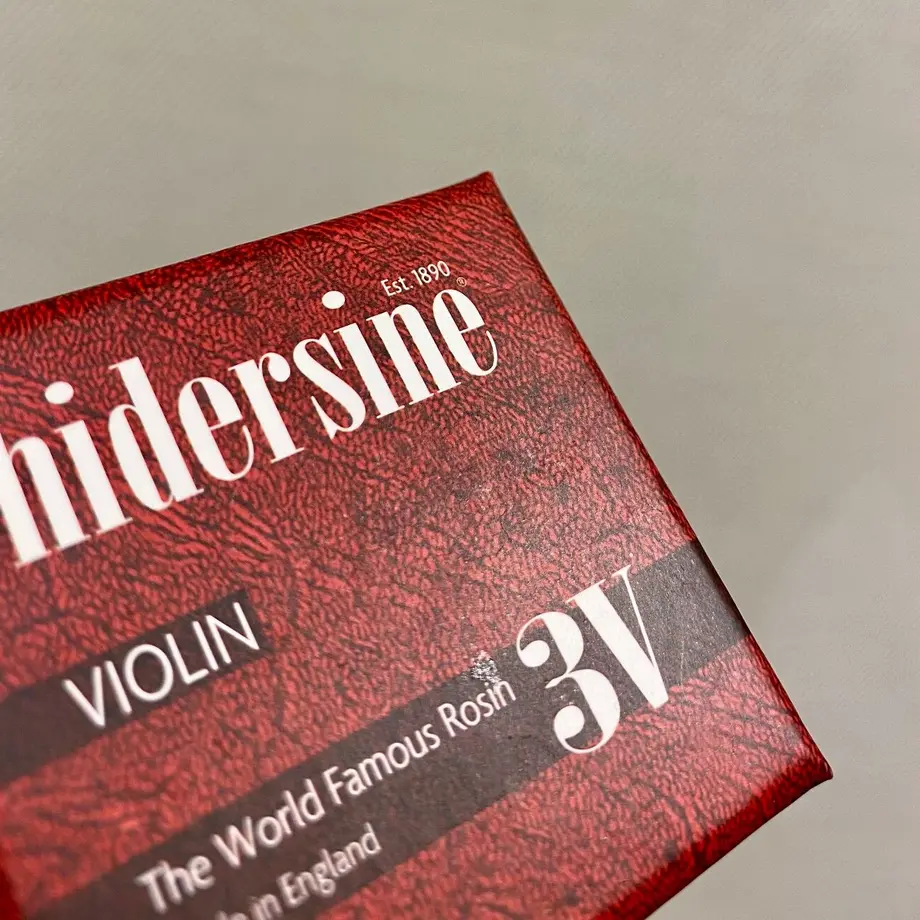 Est. 1890
hidersine®
VIOLIN
3V
The World Famous Rosin
in England